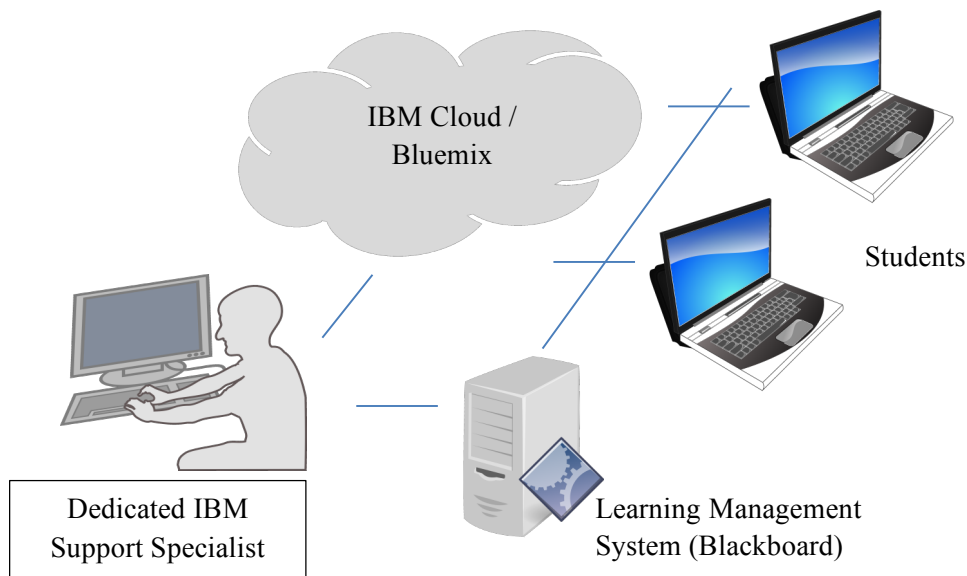 IBM Cloud /
Bluemix
Students
Dedicated IBM
Support Specialist
Learning Management
System (Blackboard)